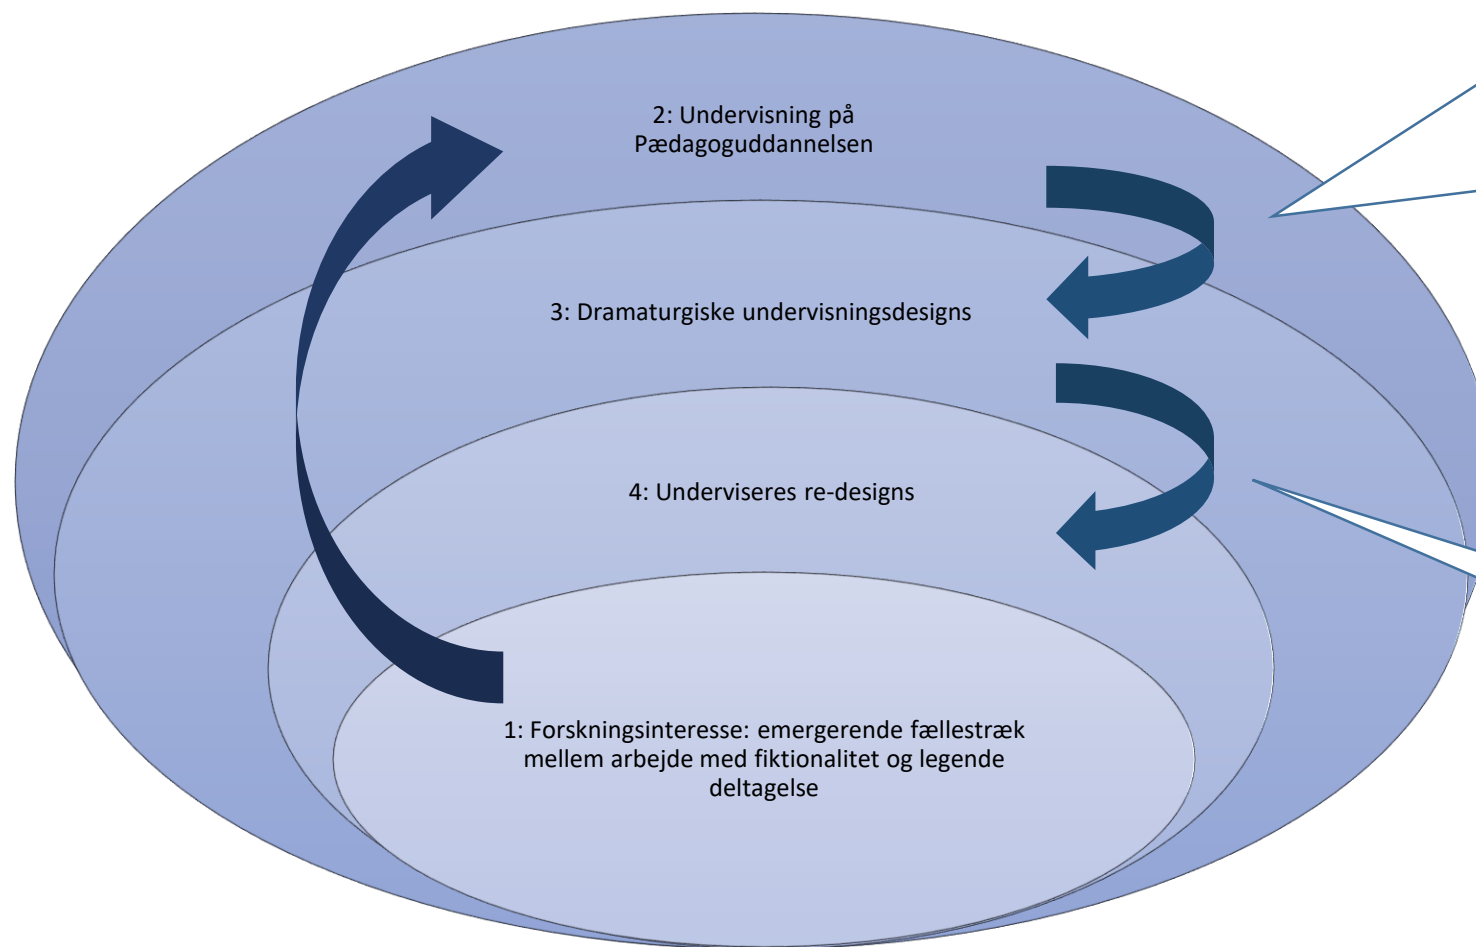 2: Undervisning på
Pædagoguddannelsen
3: Dramaturgiske undervisningsdesigns
4: Underviseres re-designs
1: Forskningsinteresse: emergerende fællestræk
mellem arbejde med fiktionalitet og legende
deltagelse